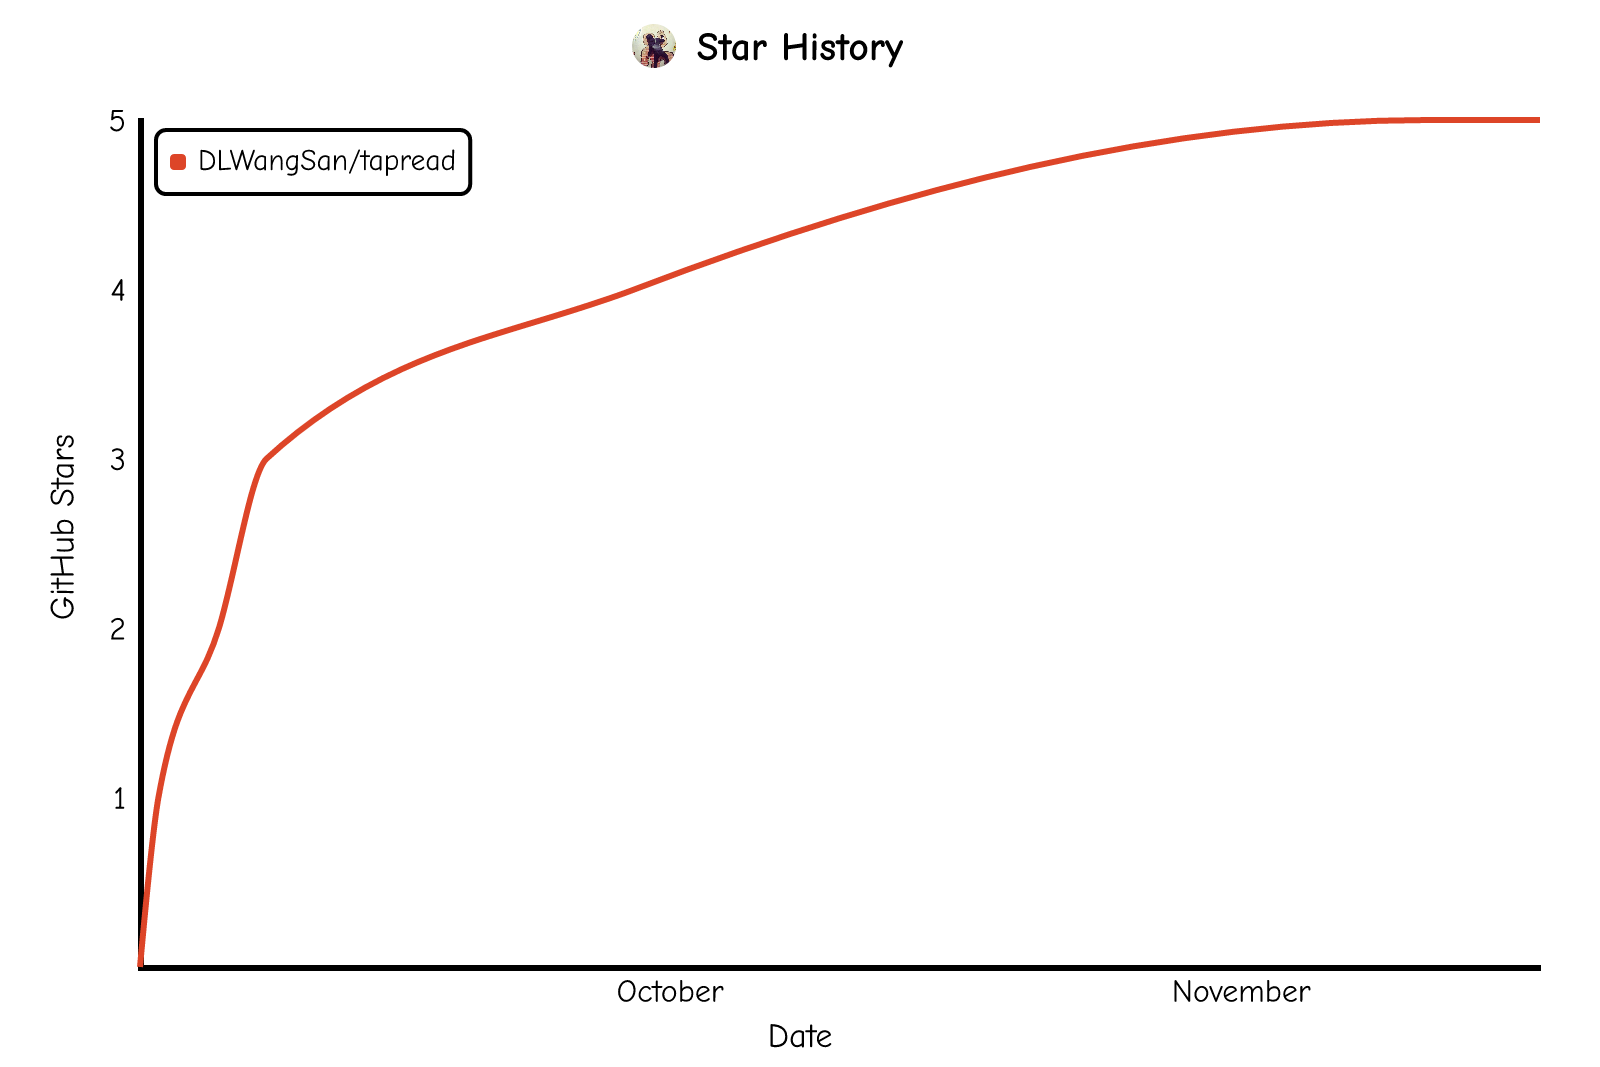 Star History
DLWangSan/tapread
5
4
3
2
1
GitHub Stars
October November
Date